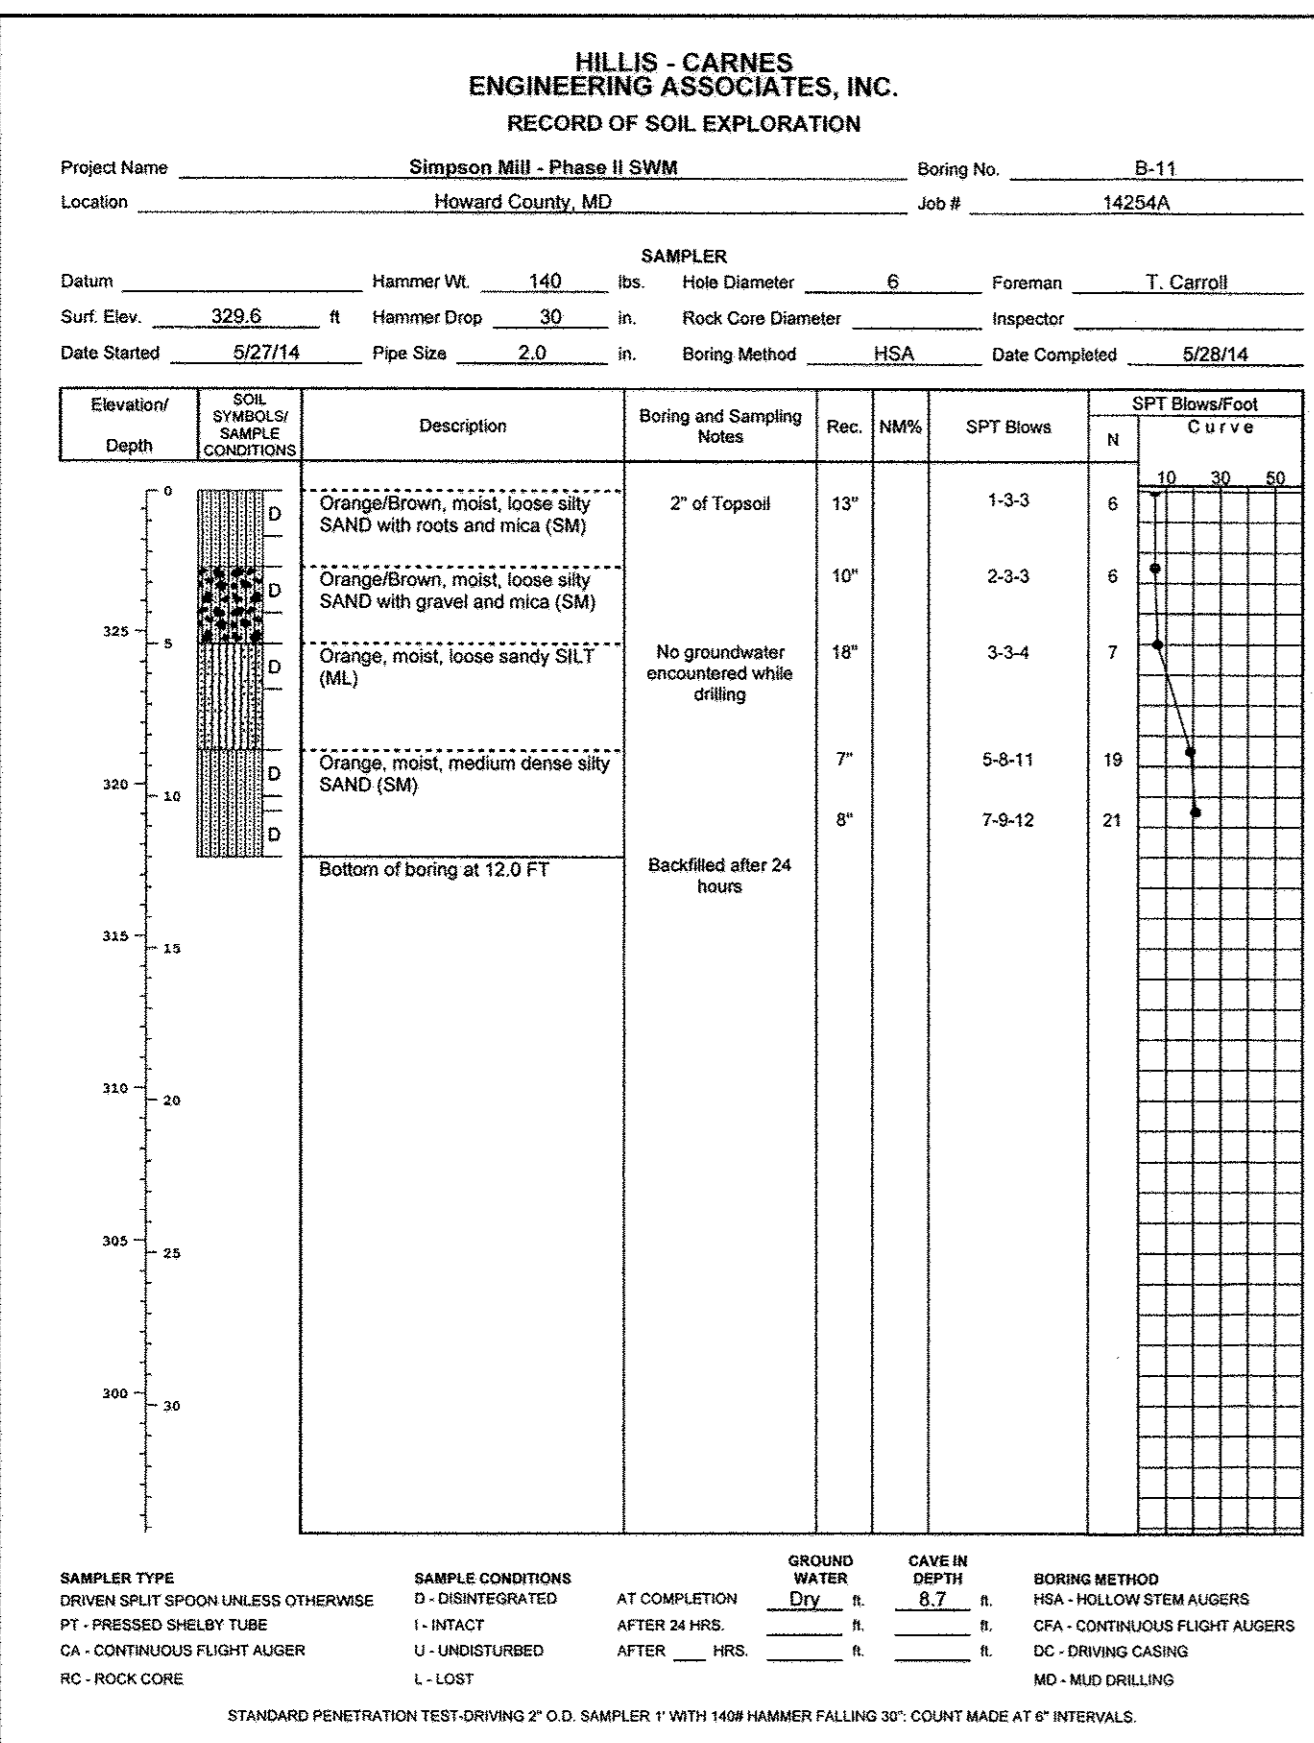 HILLIS - CARNES
ENGINEERING ASSOCIATES, INC.
RECORD OF SOIL EXPLORATION
Project Name Simpson Mill - Phase II SWM Boring No. B-11
Location Howard County, MD Job # 14254A
SAMPLER
Datum Hammer Wt. 140 lbs. Hole Diameter 6 Foreman T. Carroll
Surf. Elev. 329.6 ft Hammer Drop 30 in. Rock Core Diameter Inspector
Date Started 5/27/14 Pipe Size 2.0 in. Boring Method HSA Date Completed 5/28/14
Elevation/
Depth
SOIL
SYMBOLS/
SAMPLE
CONDITIONS
Description
Boring and Sampling
Notes
Rec.
NM%
SPT Blows
SPT Blows/Foot
Curve
N
10 30 50
0
D
Orange/Brown, moist, loose silty
SAND with roots and mica (SM)
2" of Topsoil
13"
1-3-3
6
D
Orange/Brown, moist, loose silty
SAND with gravel and mica (SM)
10"
2-3-3
6
325
5
D
Orange, moist, loose sandy SILT
(ML)
No groundwater
encountered while
drilling
18"
3-3-4
7
D
Orange, moist, medium dense silty
SAND (SM)
7"
5-8-11
19
320
10
D
8"
7-9-12
21
Bottom of boring at 12.0 FT
Backfilled after 24
hours
315
15
310
20
305
25
300
30
SAMPLER TYPE
DRIVEN SPLIT SPOON UNLESS OTHERWISE
PT - PRESSED SHELBY TUBE
CA - CONTINUOUS FLIGHT AUGER
RC - ROCK CORE
SAMPLE CONDITIONS
D - DISINTEGRATED
I - INTACT
U - UNDISTURBED
L - LOST
GROUND
WATER
CAVE IN
DEPTH
AT COMPLETION Dry ft. 8.7 ft.
AFTER 24 HRS. ft. ft.
AFTER ___ HRS. ft. ft.
BORING METHOD
HSA - HOLLOW STEM AUGERS
CFA - CONTINUOUS FLIGHT AUGERS
DC - DRIVING CASING
MD - MUD DRILLING
STANDARD PENETRATION TEST-DRIVING 2" O.D. SAMPLER 1' WITH 140# HAMMER FALLING 30": COUNT MADE AT 6" INTERVALS.